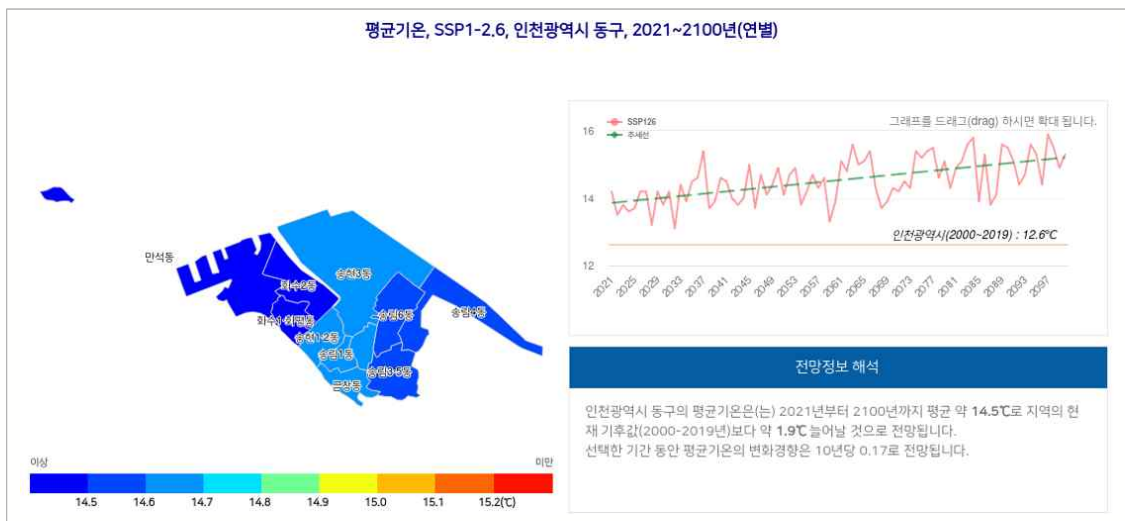 평균기온, SSP1-2.6, 인천광역시 동구, 2021~2100년(연별)
만석동
화수2동
화수1·화평동
송현3동
송현1·2동
송림1동
송림6동
송림4동
송림3·5동
금창동
이상
미만
14.5 14.6 14.7 14.8 14.9 15.0 15.1 15.2(℃)
SSP126
추세선
그래프를 드래그(drag) 하시면 확대 됩니다.
16
14
12
인천광역시(2000~2019) : 12.6℃
2021 2025 2029 2033 2037 2041 2045 2049 2053 2057 2061 2065 2069 2073 2077 2081 2085 2089 2093 2097
전망정보 해석
인천광역시 동구의 평균기온은(는) 2021년부터 2100년까지 평균 약 14.5℃로 지역의 현
재 기후값(2000-2019년)보다 약 1.9℃ 늘어날 것으로 전망됩니다.
선택한 기간 동안 평균기온의 변화경향은 10년당 0.17로 전망됩니다.